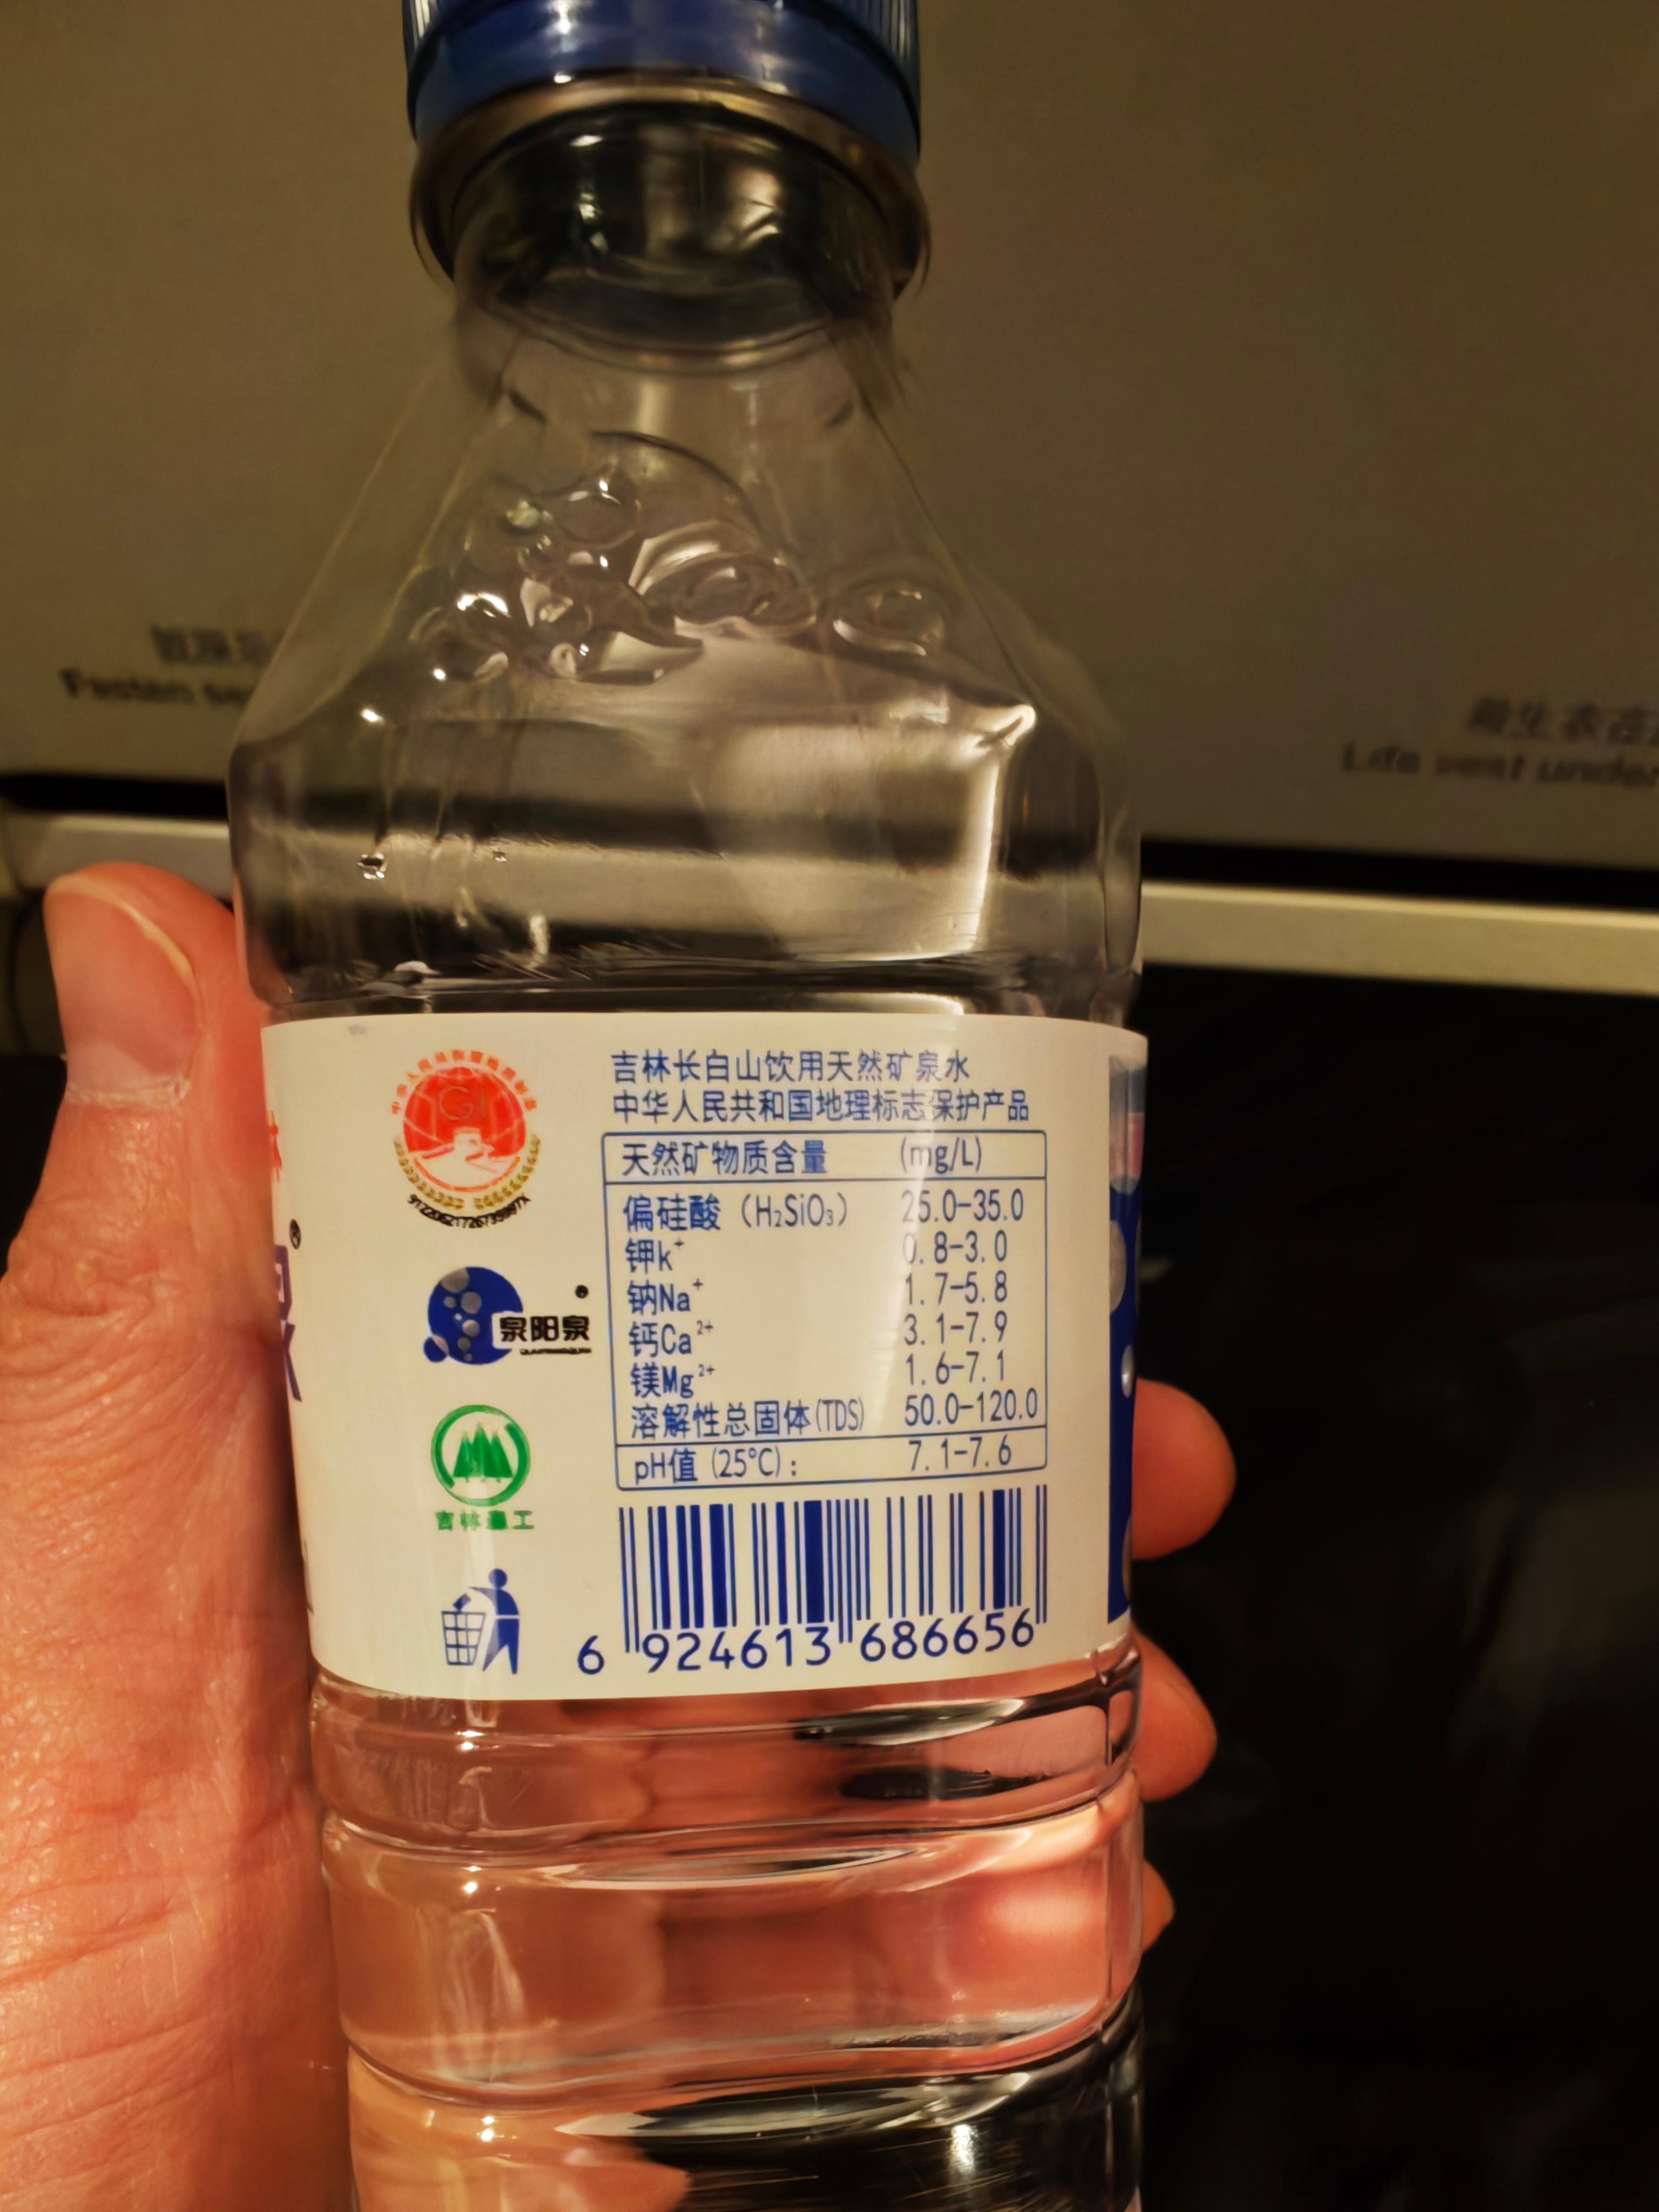 Fasten
Life vest under
吉林长白山饮用天然矿泉水
中华人民共和国地理标志保护产品
天然矿物质含量 (mg/L)
偏硅酸（H₂SiO₃） 25.0-35.0
钾k⁺ 0.8-3.0
钠Na⁺ 1.7-5.8
钙Ca²⁺ 3.1-7.9
镁Mg²⁺ 1.6-7.1
溶解性总固体(TDS) 50.0-120.0
pH值 (25℃)： 7.1-7.6
GI
泉阳泉
吉林森工
6 924613 686656